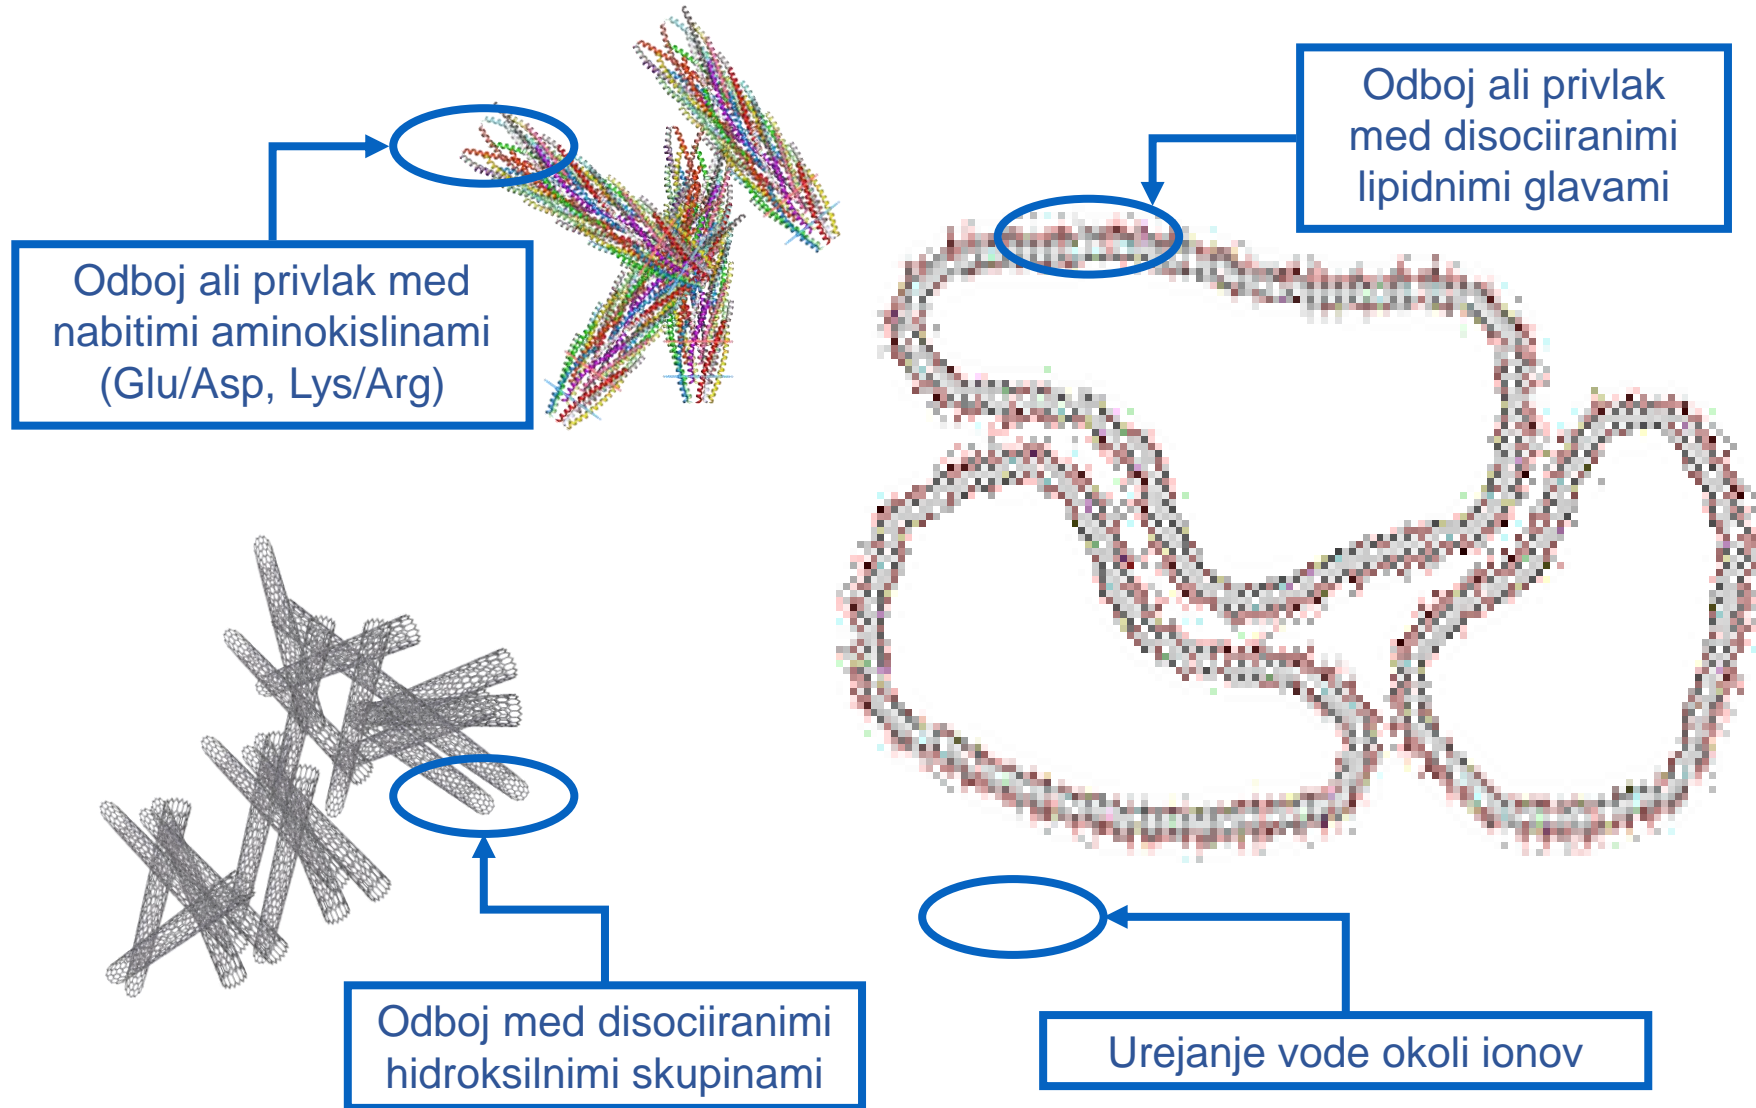 Odboj ali privlak
med disociiranimi
lipidnimi glavami
Odboj ali privlak med
nabitimi aminokislinami
(Glu/Asp, Lys/Arg)
Odboj med disociiranimi
hidroksilnimi skupinami
Urejanje vode okoli ionov